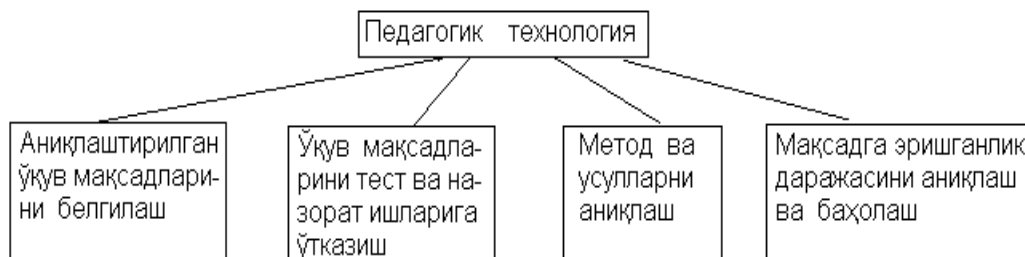 Педагогик технология
Аниқлаштирилган
ўқув мақсадлари-
ни белгилаш
Ўқув мақсадла-
рини тест ва на-
зорат ишларига
ўтказиш
Метод ва
усулларни
аниқлаш
Мақсадга эришганлик
даражасини аниқлаш
ва баҳолаш